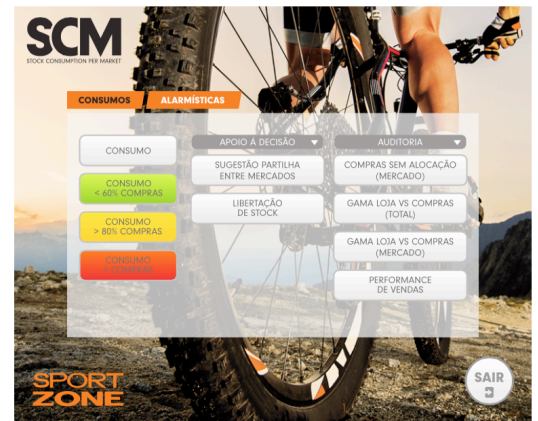 SCM
STOCK CONSUMPTION PER MARKET
CONSUMOS
ALARMÍSTICAS
CONSUMO
CONSUMO
< 60% COMPRAS
CONSUMO
> 80% COMPRAS
CONSUMO
> COMPRAS
APOIO Á DECISÃO
SUGESTÃO PARTILHA
ENTRE MERCADOS
LIBERTAÇÃO
DE STOCK
AUDITORIA
COMPRAS SEM ALOCAÇÃO
(MERCADO)
GAMA LOJA VS COMPRAS
(TOTAL)
GAMA LOJA VS COMPRAS
(MERCADO)
PERFORMANCE
DE VENDAS
SPORT
ZONE
SAIR